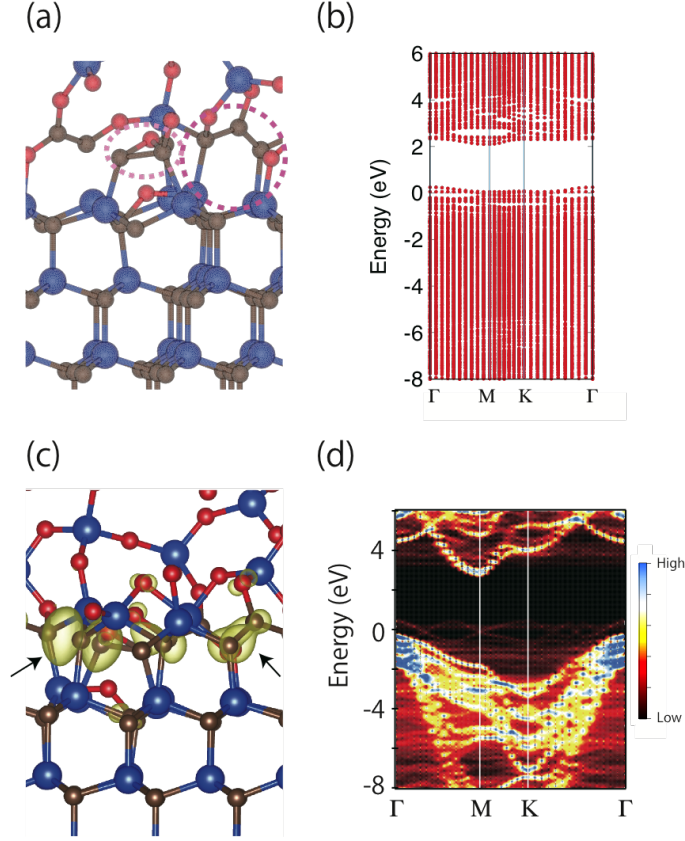 (a)
(b)
6
4
2
0
-2
-4
-6
-8
Energy (eV)
Γ
M
K
Γ
(c)
(d)
4
0
-4
-8
Energy (eV)
Γ
M
K
Γ
High
Low